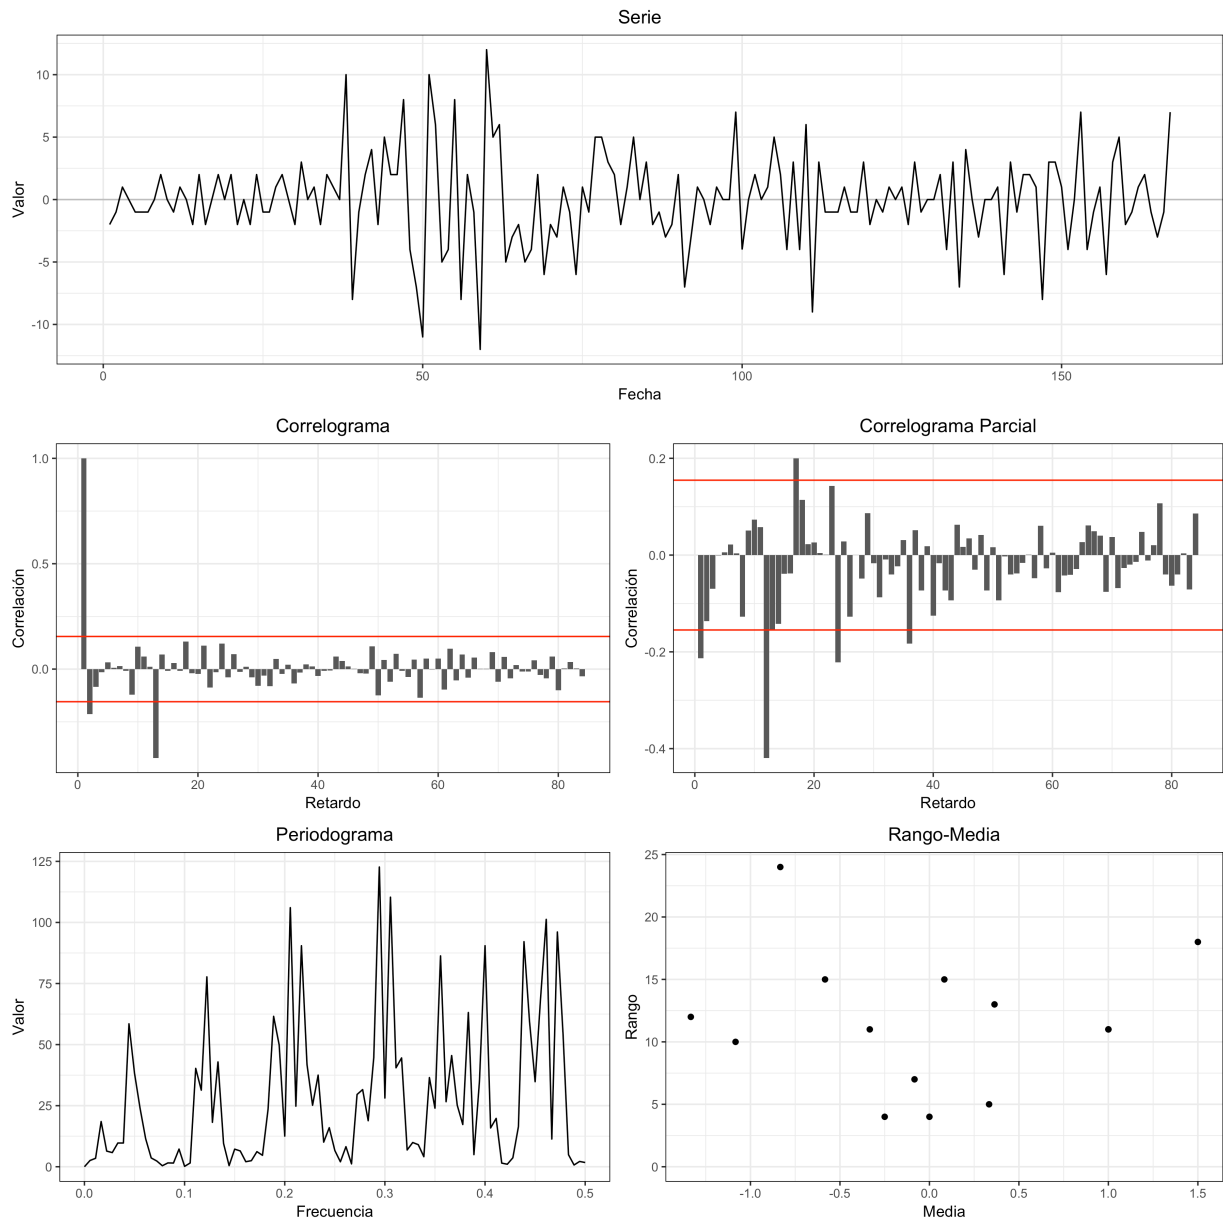 Serie
10
5
0
-5
-10
Valor
0 50 100 150
Fecha
Correlograma
1.0
0.5
0.0
Correlación
0 20 40 60 80
Retardo
Correlograma Parcial
0.2
0.0
-0.2
-0.4
Correlación
0 20 40 60 80
Retardo
Periodograma
125
100
75
50
25
0
Valor
0.0 0.1 0.2 0.3 0.4 0.5
Frecuencia
Rango-Media
25
20
15
10
5
0
Rango
-1.0 -0.5 0.0 0.5 1.0 1.5
Media